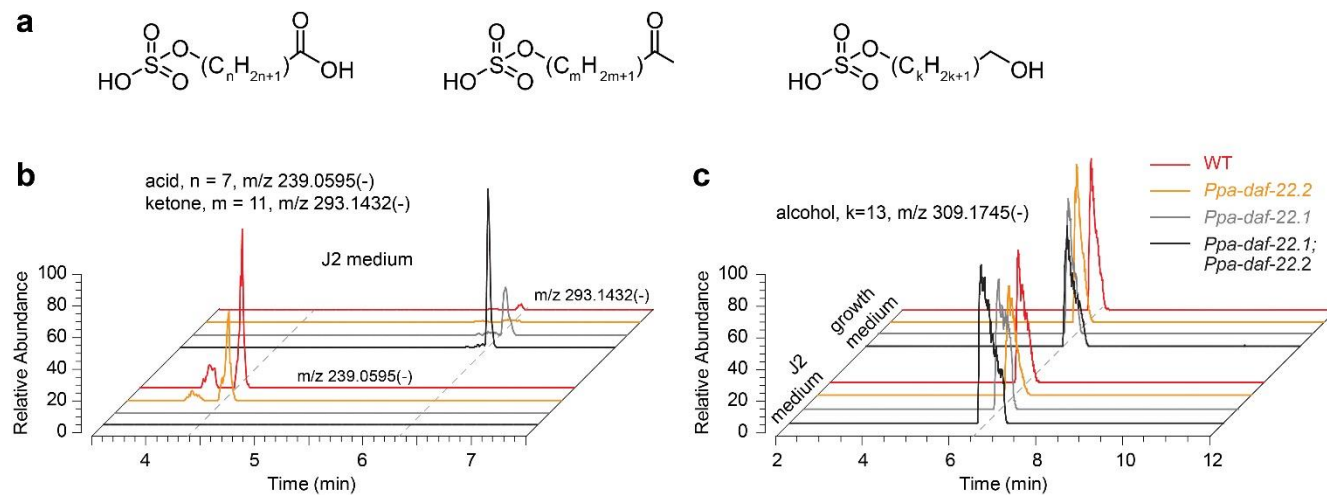 a
O O O (CnH2n+1) O OH HO S O
O O O (CmH2m+1) O HO S O
O O O (CkH2k+1) OH HO S O
b
acid, n = 7, m/z 239.0595(-)
ketone, m = 11, m/z 293.1432(-)
J2 medium
m/z 293.1432(-)
m/z 239.0595(-)
Relative Abundance
100
80
60
40
20
0
4 5 6 7
Time (min)
c
WT
Ppa-daf-22.2
Ppa-daf-22.1
Ppa-daf-22.1;
Ppa-daf-22.2
alcohol, k=13, m/z 309.1745(-)
growth
medium
J2
medium
Relative Abundance
100
80
60
40
20
0
2 4 6 8 10 12
Time (min)